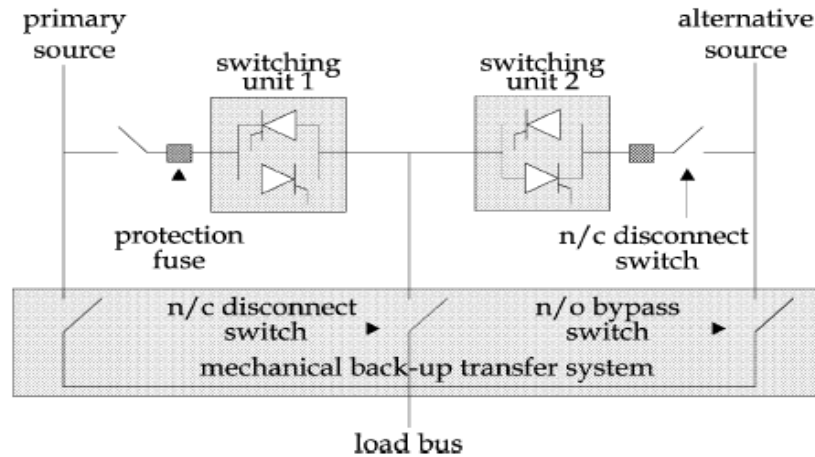 primary
source
alternative
source
switching
unit 1
switching
unit 2
protection
fuse
n/c disconnect
switch
n/c disconnect
switch
n/o bypass
switch
mechanical back-up transfer system
load bus